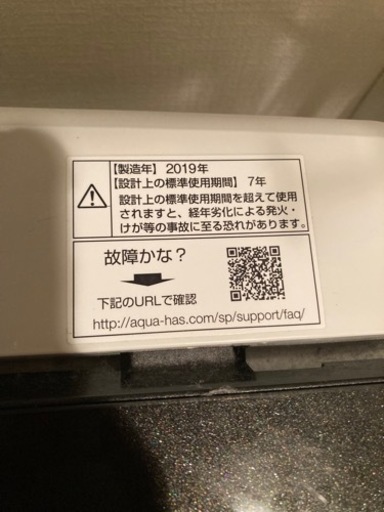 【製造年】2019年
【設計上の標準使用期間】7年
設計上の標準使用期間を超えて使用
されますと、経年劣化による発火・
けが等の事故に至る恐れがあります。
故障かな？
下記のURLで確認
http://aqua-has.com/sp/support/faq/